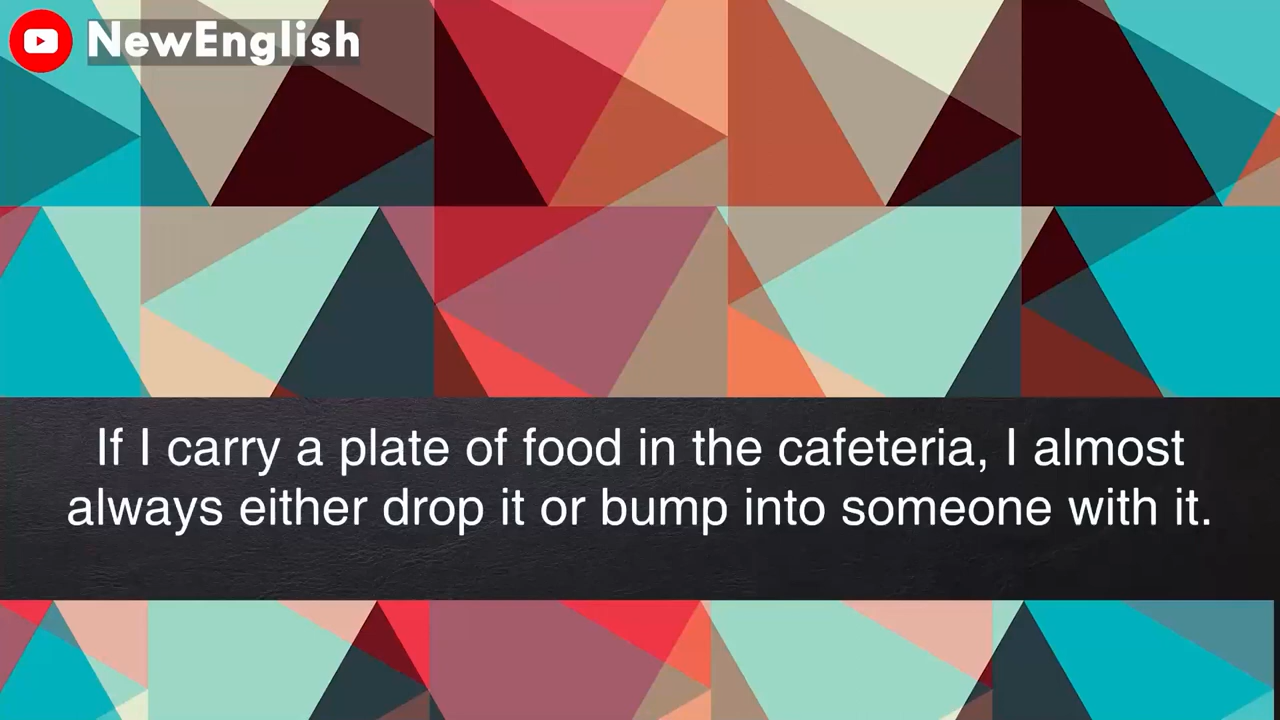 NewEnglish
If I carry a plate of food in the cafeteria, I almost
always either drop it or bump into someone with it.